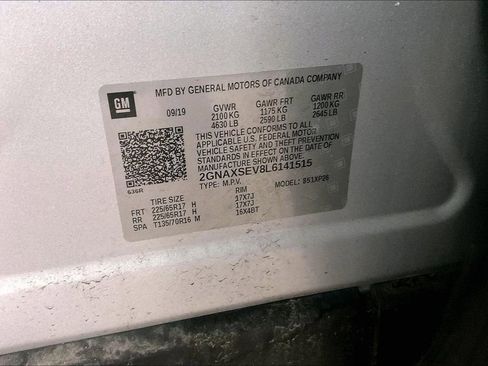 MFD BY GENERAL MOTORS OF CANADA COMPANY
GM
09/19 GVWR GAWR FRT GAWR RR
2100 KG 1175 KG 1200 KG
4630 LB 2590 LB 2645 LB
THIS VEHICLE CONFORMS TO ALL
APPLICABLE U.S. FEDERAL MOTOR
VEHICLE SAFETY AND THEFT
PREVENTION STANDARDS IN EFFECT ON
THE DATE OF MANUFACTURE SHOWN ABOVE.
2GNAXSEV8L6141515
TYPE: M.P.V. MODEL: 1XP26
636R
TIRE SIZE RIM
FRT 225/65R17 H 17X7J
RR 225/65R17 H 17X7J
SPA T135/70R16 M 16X4BT